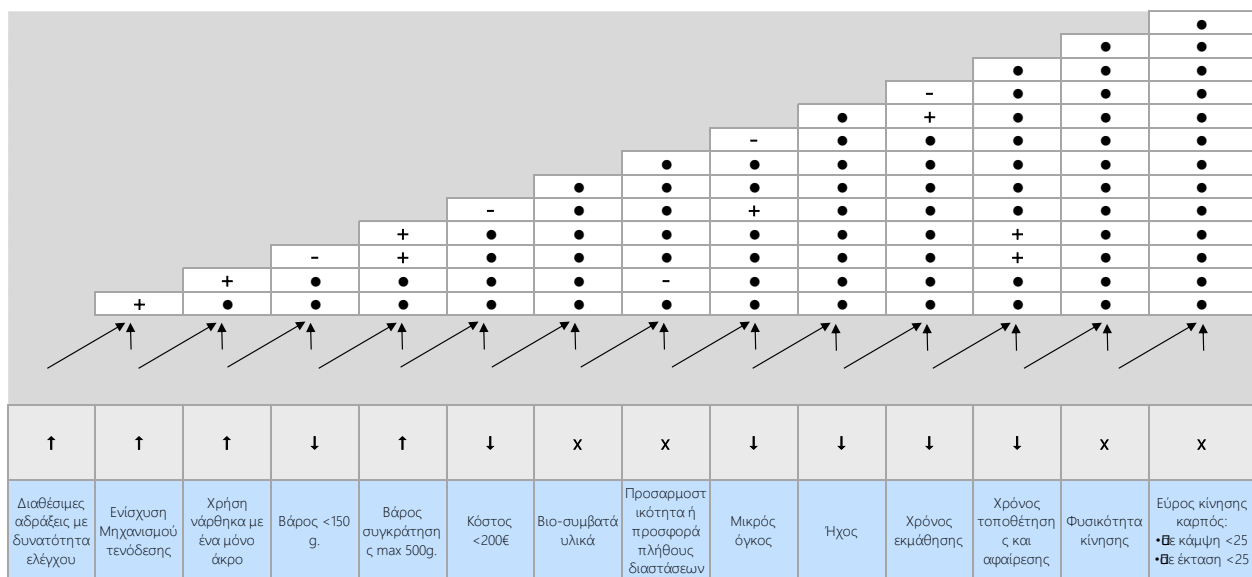 ●
● ●
● ● ●
- ● ● ●
● + ● ● ●
- ● ● ● ● ●
● ● ● ● ● ● ●
● ● ● ● ● ● ● ●
- ● ● + ● ● ● ● ●
+ ● ● ● ● ● ● + ● ●
- + ● ● ● ● ● ● + ● ●
+ ● ● ● ● - ● ● ● ● ● ●
+ ● ● ● ● ● ● ● ● ● ● ● ●
↑ ↑ ↑ ↓ ↑ ↓ x x ↓ ↓ ↓ ↓ x x
Διαθέσιμες
αδράξεις με
δυνατότητα
ελέγχου
Ενίσχυση
Μηχανισμού
τενόδεσης
Χρήση
νάρθηκα με
ένα μόνο
άκρο
Βάρος <150
g.
Βάρος
συγκράτηση
ς max 500g.
Κόστος
<200€
Βιο-συμβατά
υλικά
Προσαρμοστ
ικότητα ή
προσφορά
πλήθους
διαστάσεων
Μικρός
όγκος
Ήχος
Χρόνος
εκμάθησης
Χρόνος
τοποθέτηση
ς και
αφαίρεσης
Φυσικότητα
κίνησης
Εύρος κίνησης
καρπός:
• ε κάμψη <25
• ε έκταση <25